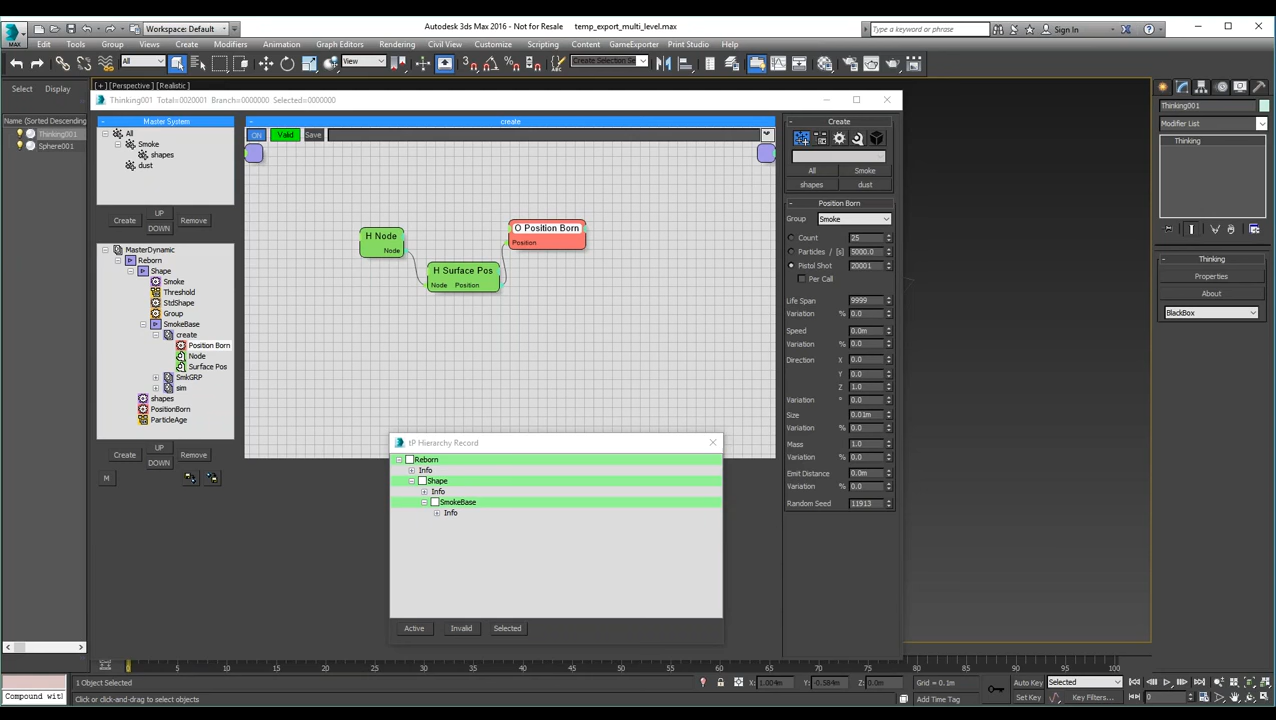 Workspace: Default
Autodesk 3ds Max 2016 - Not for Resale
temp_export_multi_level.max
Type a keyword or phrase
Sign In
MAX
Edit
Tools
Group
Views
Create
Modifiers
Animation
Graph Editors
Rendering
Civil View
Customize
Scripting
Content
GameExporter
Print Studio
Help
All
View
Create Selection Se
Select
Display
[+] [Perspective] [Realistic]
Name (Sorted Descending
Thinking001
Sphere001
Thinking001 Total=0020001 Branch=0000000 Selected=0000000
Master System
All
Smoke
shapes
dust
Create
UP
DOWN
Remove
MasterDynamic
Reborn
Shape
Smoke
Threshold
StdShape
Group
SmokeBase
create
Position Born
Node
Surface Pos
SmkGRP
sim
shapes
PositionBorn
ParticleAge
Create
UP
DOWN
Remove
M
create
ON
Valid
Save
H Node
Node
H Surface Pos
Node Position
O Position Born
Position
tP Hierarchy Record
Reborn
Info
Shape
Info
SmokeBase
Info
Active
Invalid
Selected
Create
All
Smoke
shapes
dust
Position Born
Group Smoke
Count 25
Particles / [s] 5000.0
Pistol Shot 20001
Per Call
Life Span 9999
Variation % 0.0
Speed 0.0m
Variation % 0.0
Direction X 0.0
Y 0.0
Z 1.0
Variation ° 0.0
Size 0.01m
Variation % 0.0
Mass 1.0
Variation % 0.0
Emit Distance 0.0m
Variation % 0.0
Random Seed 11913
Thinking001
Modifier List
Thinking
Thinking
Properties
About
BlackBox
0 5 10 15 20 25 30 35 40 45 50 55 60 65 70 75 80 85 90 95 100
1 Object Selected
X: 1.004m
Y: -0.584m
Z: 0.0m
Grid = 0.1m
Auto Key
Selected
Compound with
Click or click-and-drag to select objects
Add Time Tag
Set Key
Key Filters...
0